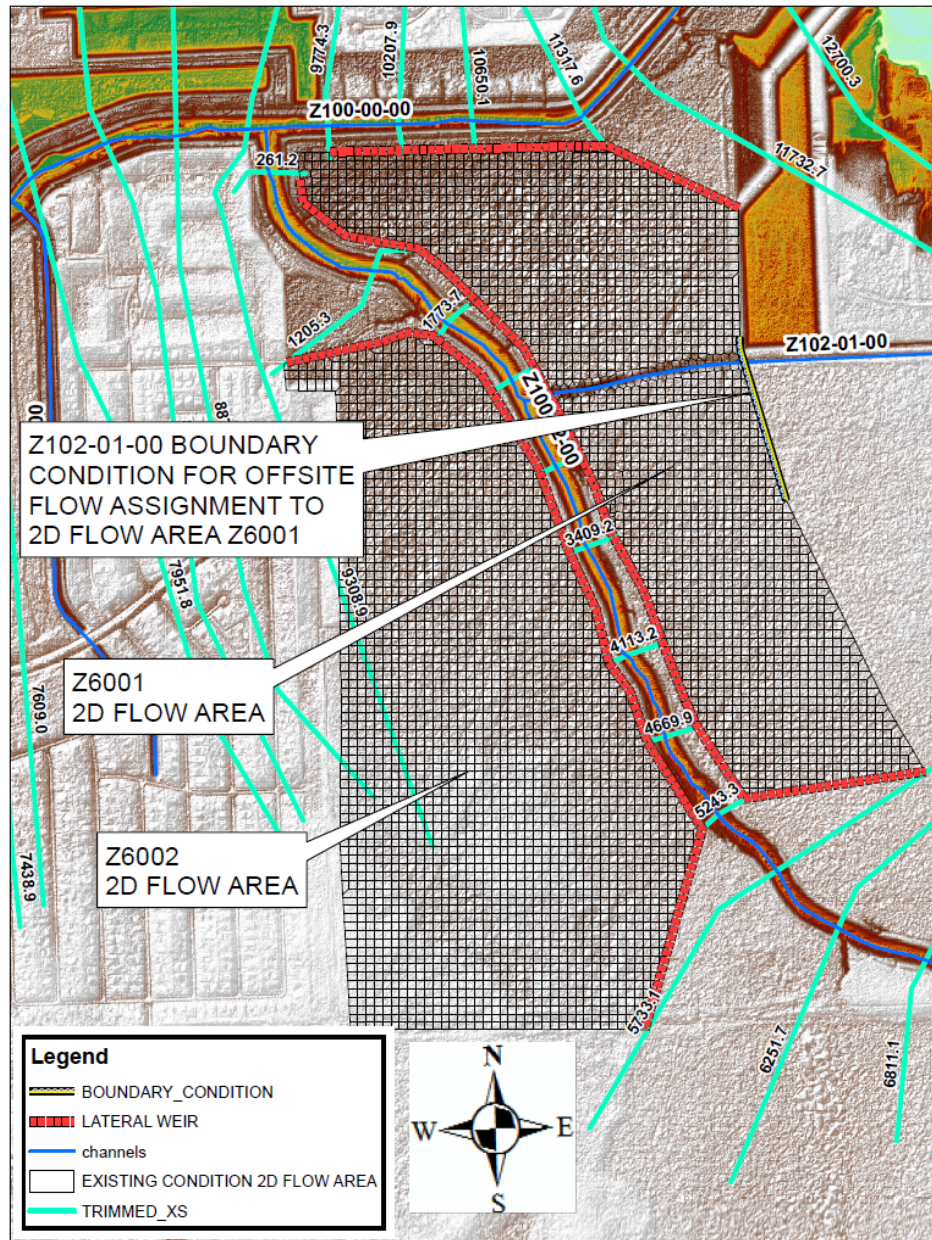 9774.3
10207.9
10650.1
11317.6
12700.3
Z100-00-00
11732.7
261.2
1773.7
1205.3
Z102-01-00
Z102-01-00 BOUNDARY
CONDITION FOR OFFSITE
FLOW ASSIGNMENT TO
2D FLOW AREA Z6001
3409.2
7951.8
9308.9
4113.2
Z6001
2D FLOW AREA
7609.0
4669.9
5243.3
Z6002
2D FLOW AREA
7438.9
5733.1
6251.7
6811.1
Legend
BOUNDARY_CONDITION
LATERAL WEIR
channels
EXISTING CONDITION 2D FLOW AREA
TRIMMED_XS
N
W
E
S